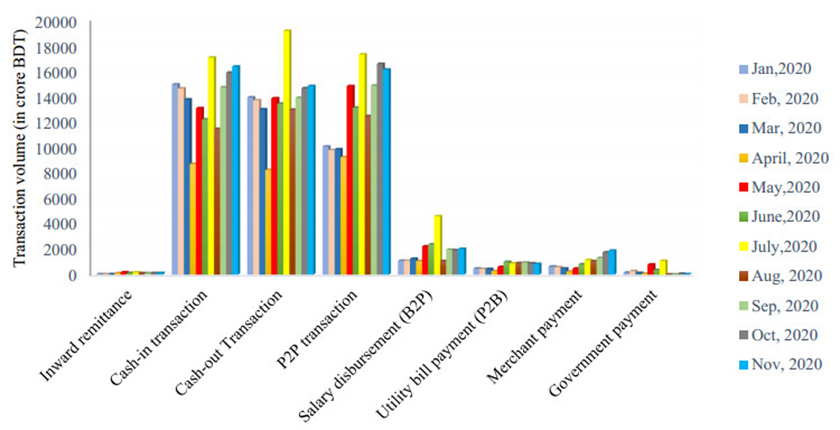 Transaction volume (in crore BDT)
20000
18000
16000
14000
12000
10000
8000
6000
4000
2000
0
Inward remittance
Cash-in transaction
Cash-out Transaction
P2P transaction
Salary disbursement (B2P)
Utility bill payment (P2B)
Merchant payment
Government payment
Jan,2020
Feb, 2020
Mar, 2020
April, 2020
May,2020
June,2020
July,2020
Aug, 2020
Sep, 2020
Oct, 2020
Nov, 2020